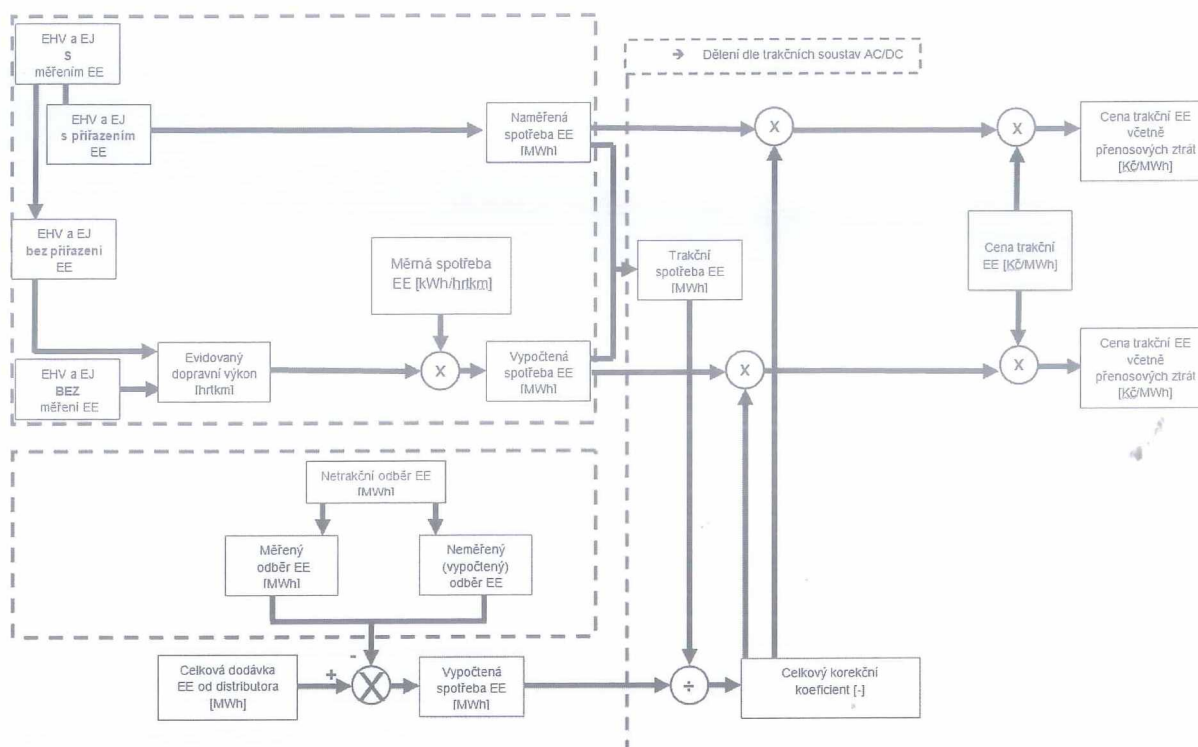 EHV a EJ
S
měřením EE
EHV a EJ
s přiřazením
EE
Naměřená
spotřeba EE
[MWh]
→ Dělení dle trakčních soustav AC/DC
X
X
Cena trakční EE
včetně
přenosových ztrát
[Kč/MWh]
EHV a EJ
bez přiřazení
EE
Měrná spotřeba
EE [kWh/hrtkm]
Trakční
spotřeba EE
[MWh]
Cena trakční
EE [Kč/MWh]
EHV a EJ
BEZ
měření EE
Evidovaný
dopravní výkon
[hrtkm]
X
Vypočtená
spotřeba EE
[MWh]
X
X
Cena trakční EE
včetně
přenosových ztrát
[Kč/MWh]
Netrakční odběr EE
[MWh]
Měřený
odběr EE
[MWh]
Neměřený
(vypočtený)
odběr EE
Celková dodávka
EE od distributora
[MWh]
+
-
X
Vypočtená
spotřeba EE
[MWh]
÷
Celkový korekční
koeficient [-]